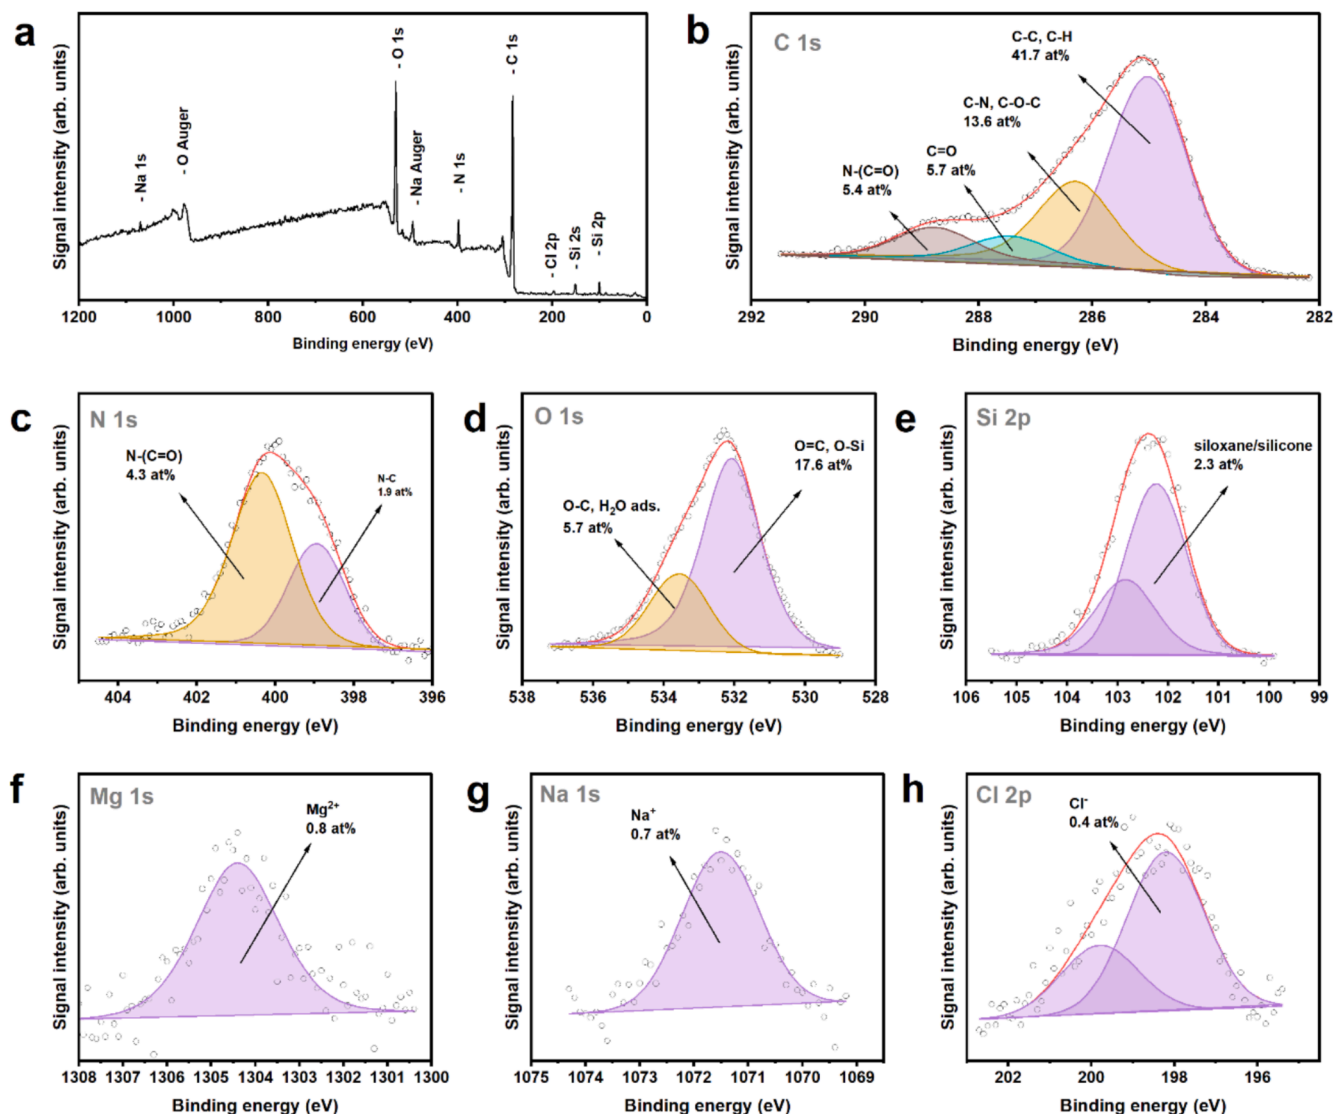 a
Signal intensity (arb. units)
- Na 1s
- O Auger
- O 1s
- Na Auger
- N 1s
- C 1s
- Cl 2p
- Si 2s
- Si 2p
1200 1000 800 600 400 200 0
Binding energy (eV)
b
C 1s
Signal intensity (arb. units)
C-C, C-H
41.7 at%
C-N, C-O-C
13.6 at%
C=O
5.7 at%
N-(C=O)
5.4 at%
292 290 288 286 284 282
Binding energy (eV)
c
N 1s
Signal intensity (arb. units)
N-(C=O)
4.3 at%
N-C
1.9 at%
404 402 400 398 396
Binding energy (eV)
d
O 1s
Signal intensity (arb. units)
O=C, O-Si
17.6 at%
O-C, H₂O ads.
5.7 at%
538 536 534 532 530 528
Binding energy (eV)
e
Si 2p
Signal intensity (arb. units)
siloxane/silicone
2.3 at%
106 105 104 103 102 101 100 99
Binding energy (eV)
f
Mg 1s
Signal intensity (arb. units)
Mg²⁺
0.8 at%
1308 1307 1306 1305 1304 1303 1302 1301 1300
Binding energy (eV)
g
Na 1s
Signal intensity (arb. units)
Na⁺
0.7 at%
1075 1074 1073 1072 1071 1070 1069
Binding energy (eV)
h
Cl 2p
Signal intensity (arb. units)
Cl⁻
0.4 at%
202 200 198 196
Binding energy (eV)